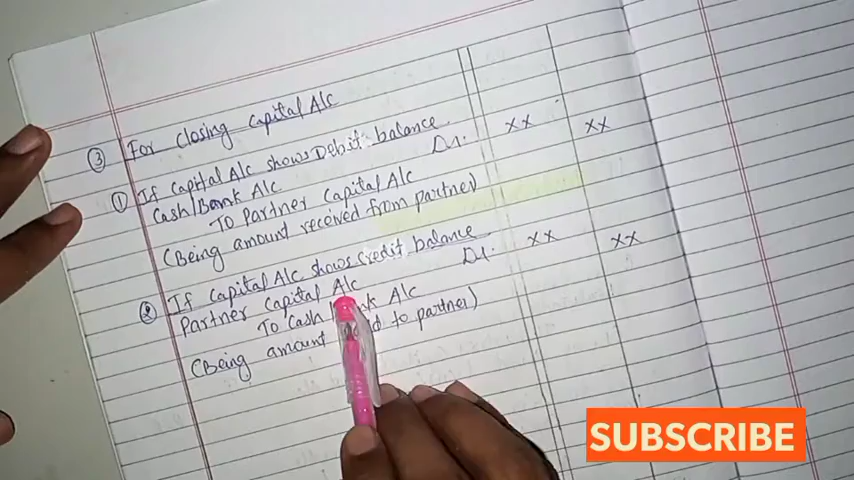 ③ For closing Capital A/c
① If Capital A/c shows Debit balance
Cash/Bank A/c Dr. xx
To Partner Capital A/c xx
(Being amount received from partner)
② If Capital A/c shows credit balance
Partner Capital A/c Dr. xx
To Cash A/c xx
(Being amount to partner)
SUBSCRIBE